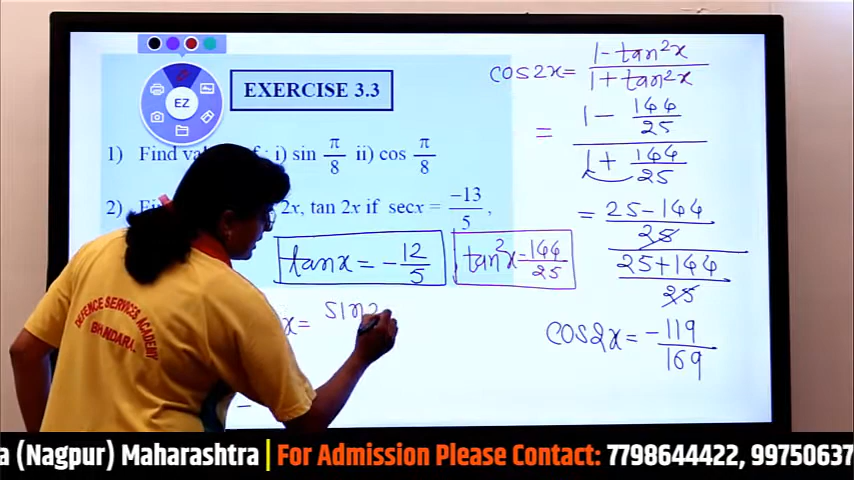 EZ
EXERCISE 3.3
1) Find i) sin π/8 ii) cos π/8
2) 2x, tan 2x if secx = -13/5,
tanx = -12/5
tan²x = 144/25
x = sin2
cos2x = 1-tan²x/1+tan²x
= 1 - 144/25 / 1 + 144/25
= 25-144/25 / 25+144/25
cos2x = -119/169
DEFENCE SERVICES ACADEMY
BHANDARA.
a (Nagpur) Maharashtra | For Admission Please Contact: 7798644422, 99750637